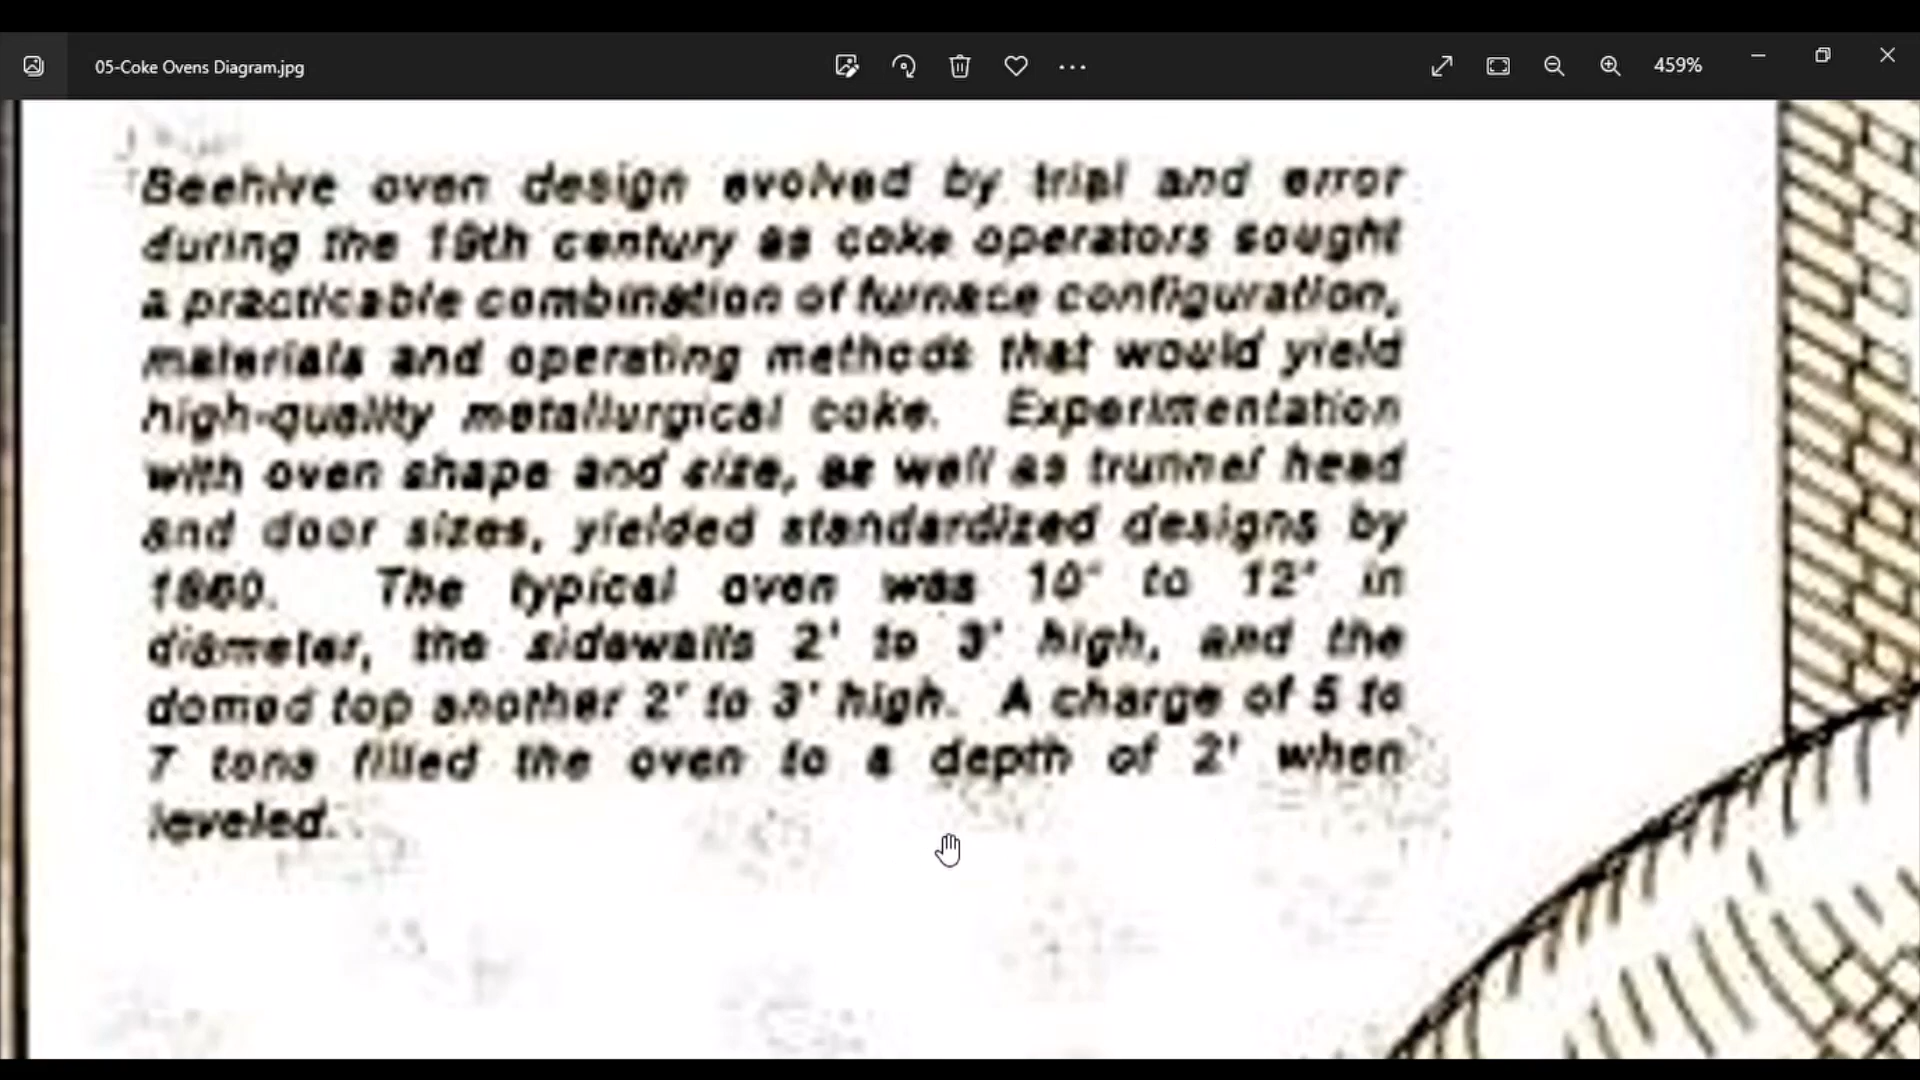 05-Coke Ovens Diagram.jpg
459%
Beehive oven design evolved by trial and error
during the 19th century as coke operators sought
a practicable combination of furnace configuration,
materials and operating methods that would yield
high-quality metallurgical coke. Experimentation
with oven shape and size, as well as trunnel head
and door sizes, yielded standardized designs by
The typical oven was 10' to 12' in
diameter, the sidewalls 2' to 3' high, and the
domed top another 2' to 3' high. A charge of 5 to
7 tons filled the oven to a depth of 2' when
leveled.